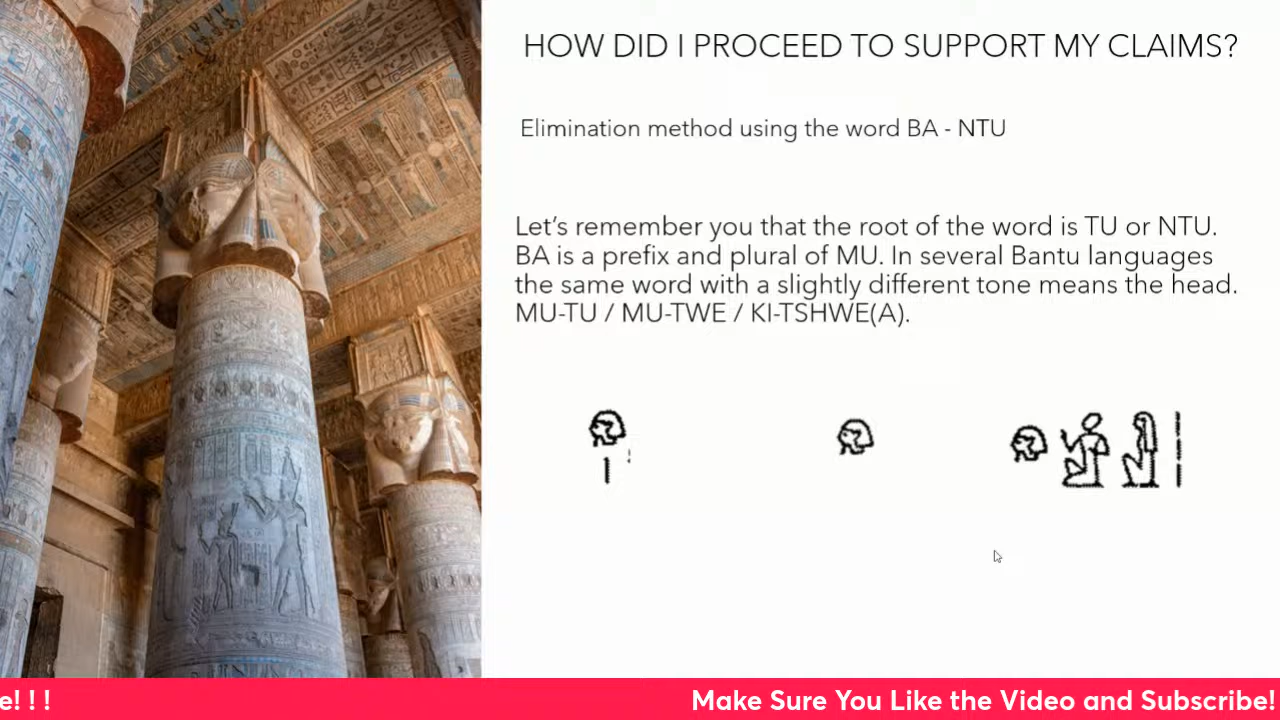 HOW DID I PROCEED TO SUPPORT MY CLAIMS?
Elimination method using the word BA - NTU
Let's remember you that the root of the word is TU or NTU.
BA is a prefix and plural of MU. In several Bantu languages
the same word with a slightly different tone means the head.
MU-TU / MU-TWE / KI-TSHWE(A).
e! ! ! Make Sure You Like the Video and Subscribe!